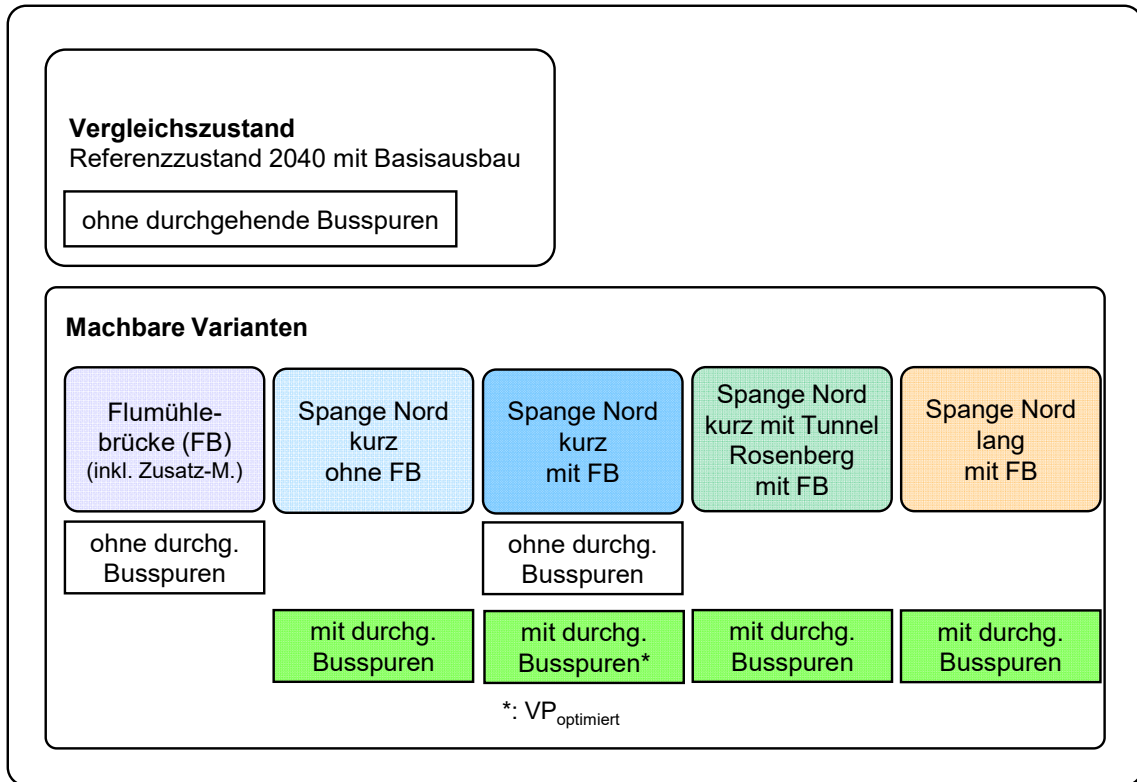 Vergleichszustand
Referenzzustand 2040 mit Basisausbau
ohne durchgehende Busspuren
Machbare Varianten
Flumühle-
brücke (FB)
(inkl. Zusatz-M.)
Spange Nord
kurz
ohne FB
Spange Nord
kurz
mit FB
Spange Nord
kurz mit Tunnel
Rosenberg
mit FB
Spange Nord
lang
mit FB
ohne durchg.
Busspuren
ohne durchg.
Busspuren
mit durchg.
Busspuren
mit durchg.
Busspuren*
mit durchg.
Busspuren
mit durchg.
Busspuren
*: VPoptimiert